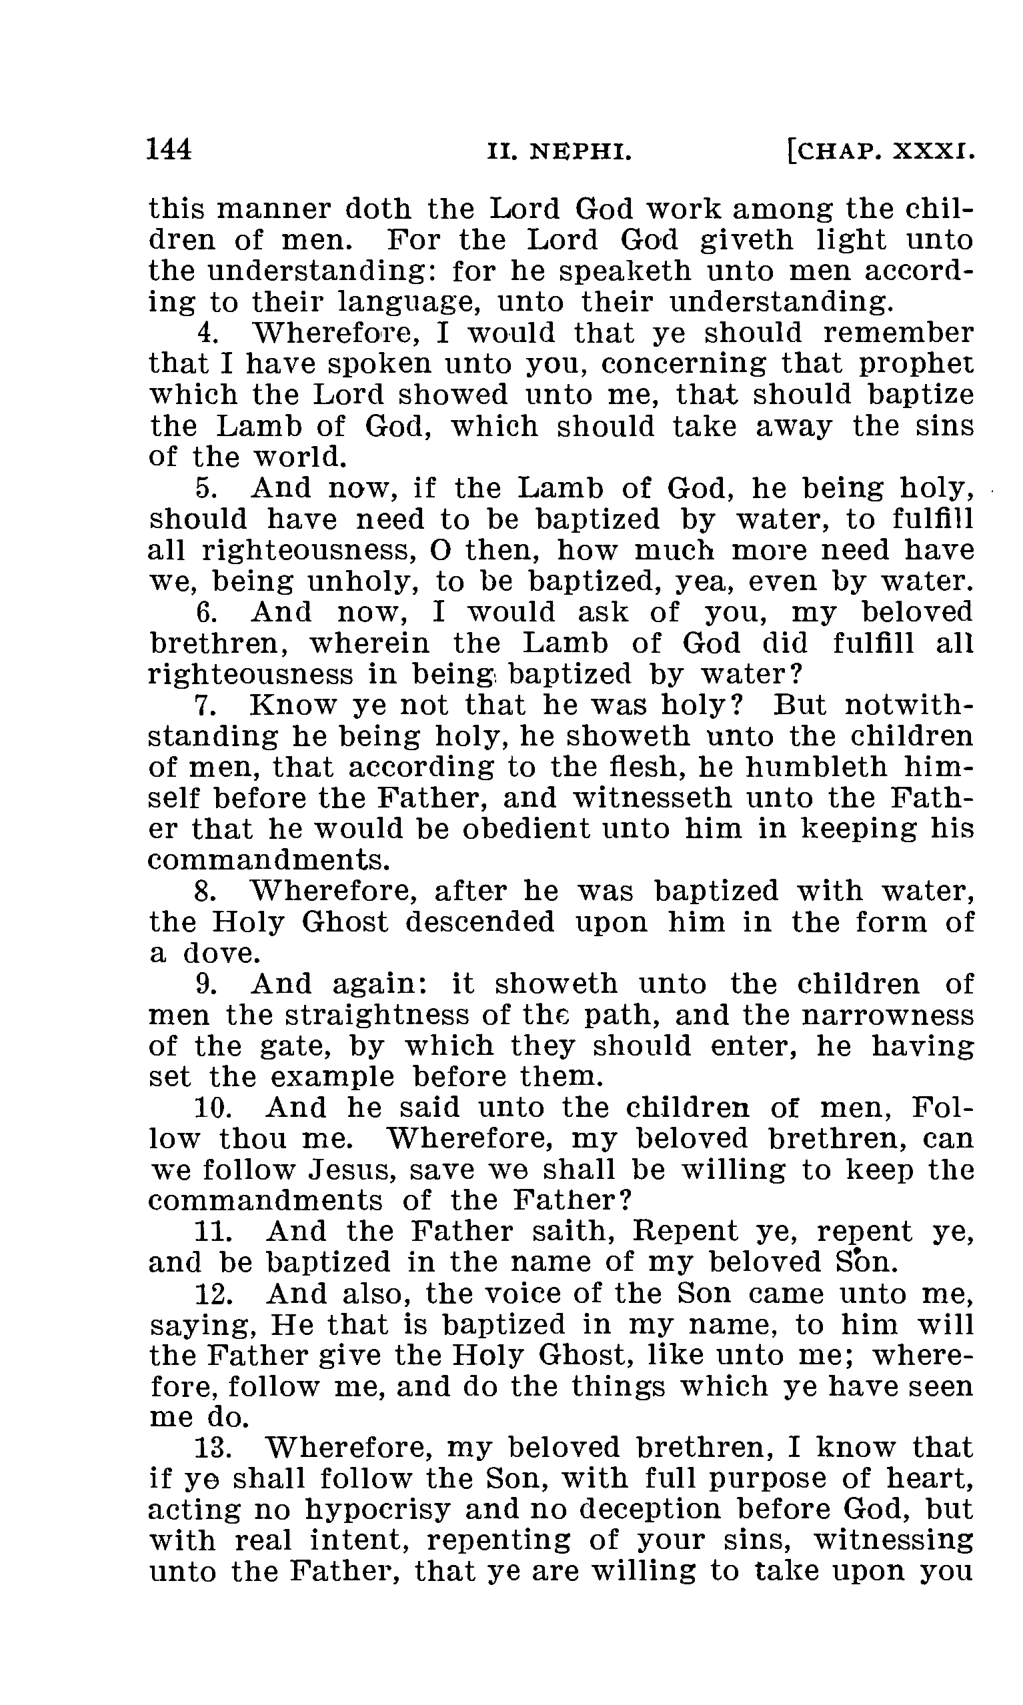 144 II. NEPHI. [CHAP. XXXI.
this manner doth the Lord God work among the chil-
dren of men. For the Lord God giveth light unto
the understanding: for he speaketh unto men accord-
ing to their language, unto their understanding.
4. Wherefore, I would that ye should remember
that I have spoken unto you, concerning that prophet
which the Lord showed unto me, that should baptize
the Lamb of God, which should take away the sins
of the world.
5. And now, if the Lamb of God, he being holy,
should have need to be baptized by water, to fulfill
all righteousness, O then, how much more need have
we, being unholy, to be baptized, yea, even by water.
6. And now, I would ask of you, my beloved
brethren, wherein the Lamb of God did fulfill all
righteousness in being baptized by water?
7. Know ye not that he was holy? But notwith-
standing he being holy, he showeth unto the children
of men, that according to the flesh, he humbleth him-
self before the Father, and witnesseth unto the Fath-
er that he would be obedient unto him in keeping his
commandments.
8. Wherefore, after he was baptized with water,
the Holy Ghost descended upon him in the form of
a dove.
9. And again: it showeth unto the children of
men the straightness of the path, and the narrowness
of the gate, by which they should enter, he having
set the example before them.
10. And he said unto the children of men, Fol-
low thou me. Wherefore, my beloved brethren, can
we follow Jesus, save we shall be willing to keep the
commandments of the Father?
11. And the Father saith, Repent ye, repent ye,
and be baptized in the name of my beloved Son.
12. And also, the voice of the Son came unto me,
saying, He that is baptized in my name, to him will
the Father give the Holy Ghost, like unto me; where-
fore, follow me, and do the things which ye have seen
me do.
13. Wherefore, my beloved brethren, I know that
if ye shall follow the Son, with full purpose of heart,
acting no hypocrisy and no deception before God, but
with real intent, repenting of your sins, witnessing
unto the Father, that ye are willing to take upon you